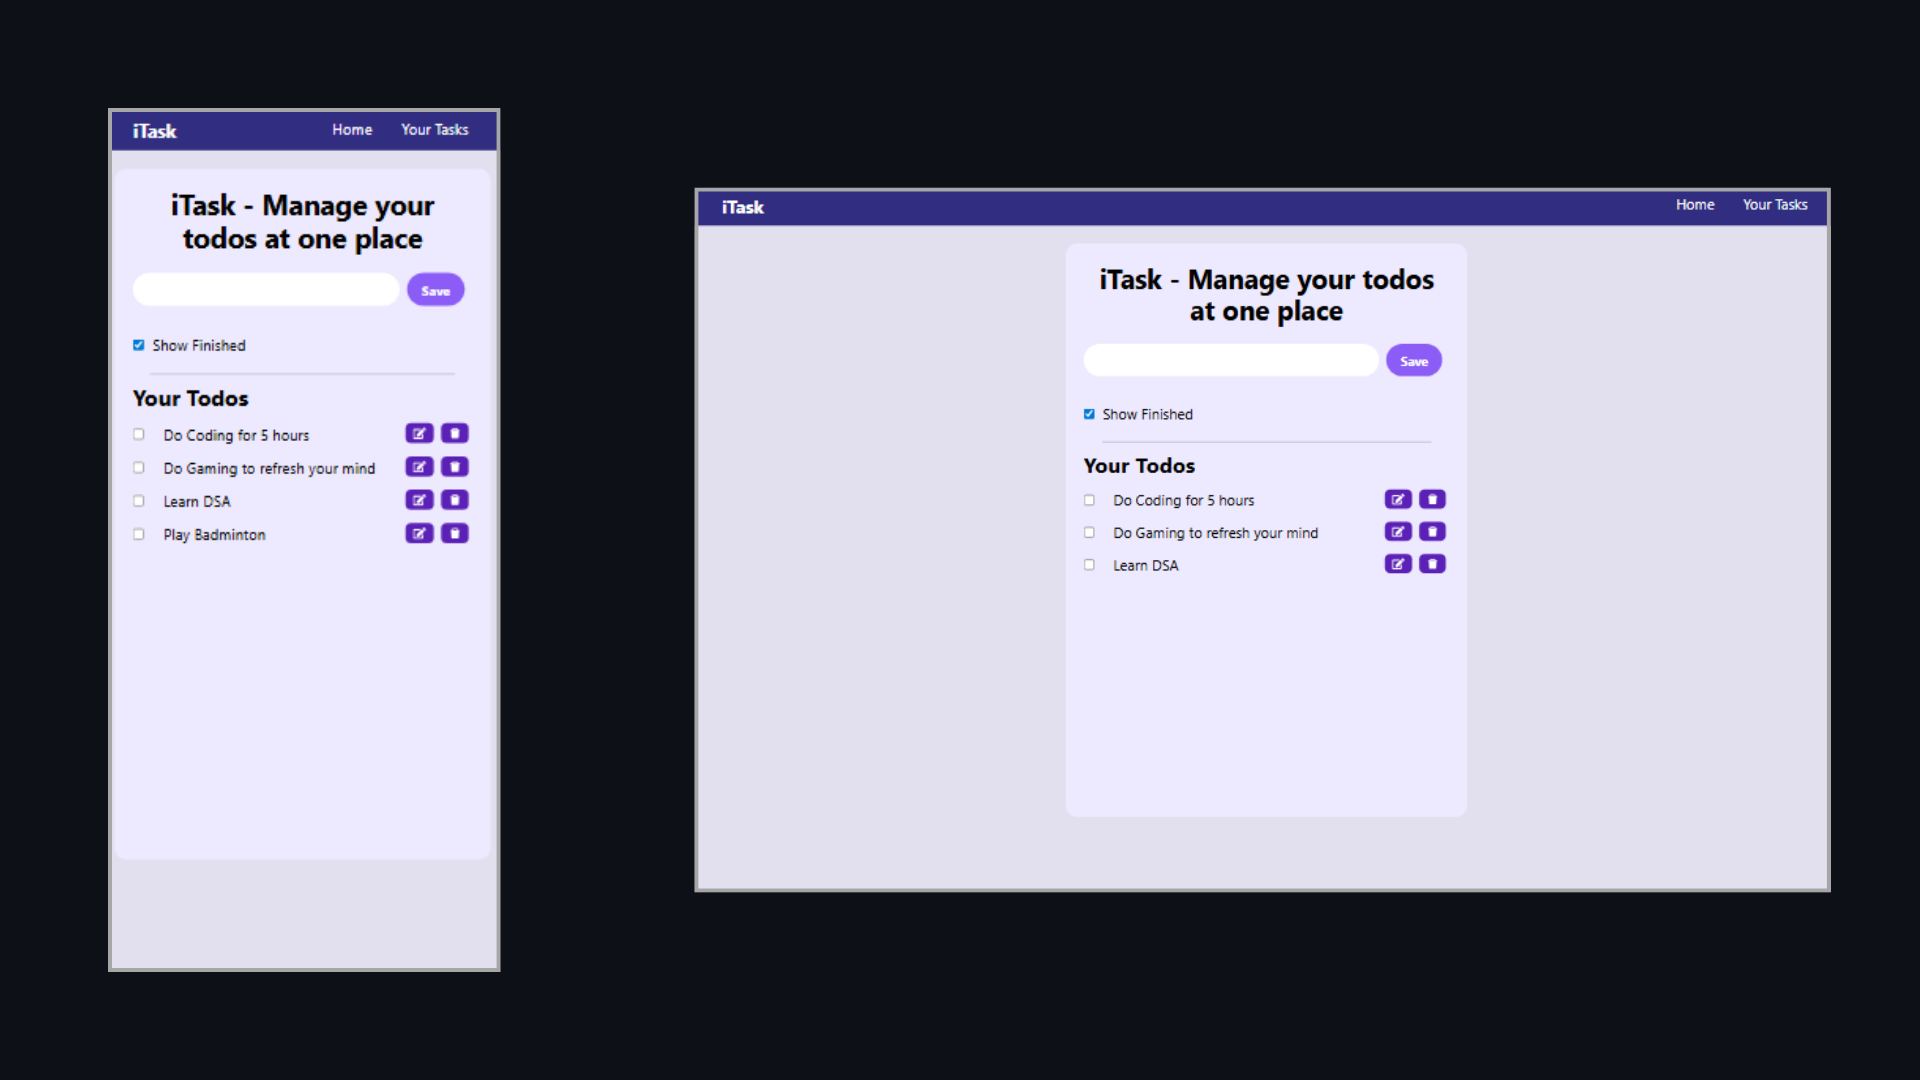 iTask
Home Your Tasks
iTask - Manage your
todos at one place
Save
Show Finished
Your Todos
Do Coding for 5 hours
Do Gaming to refresh your mind
Learn DSA
Play Badminton
iTask
Home Your Tasks
iTask - Manage your todos
at one place
Save
Show Finished
Your Todos
Do Coding for 5 hours
Do Gaming to refresh your mind
Learn DSA